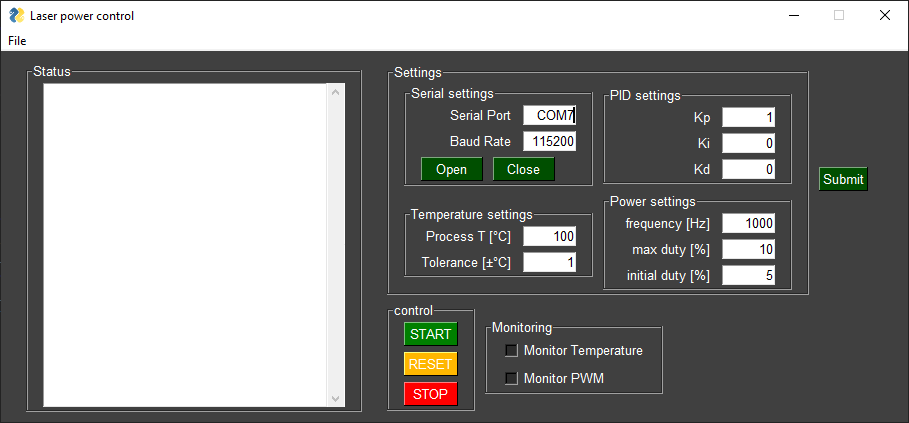 Laser power control
File
Status
Settings
Serial settings
Serial Port COM7
Baud Rate 115200
Open Close
Temperature settings
Process T [°C] 100
Tolerance [±°C] 1
PID settings
Kp 1
Ki 0
Kd 0
Power settings
frequency [Hz] 1000
max duty [%] 10
initial duty [%] 5
Submit
control
START
RESET
STOP
Monitoring
Monitor Temperature
Monitor PWM